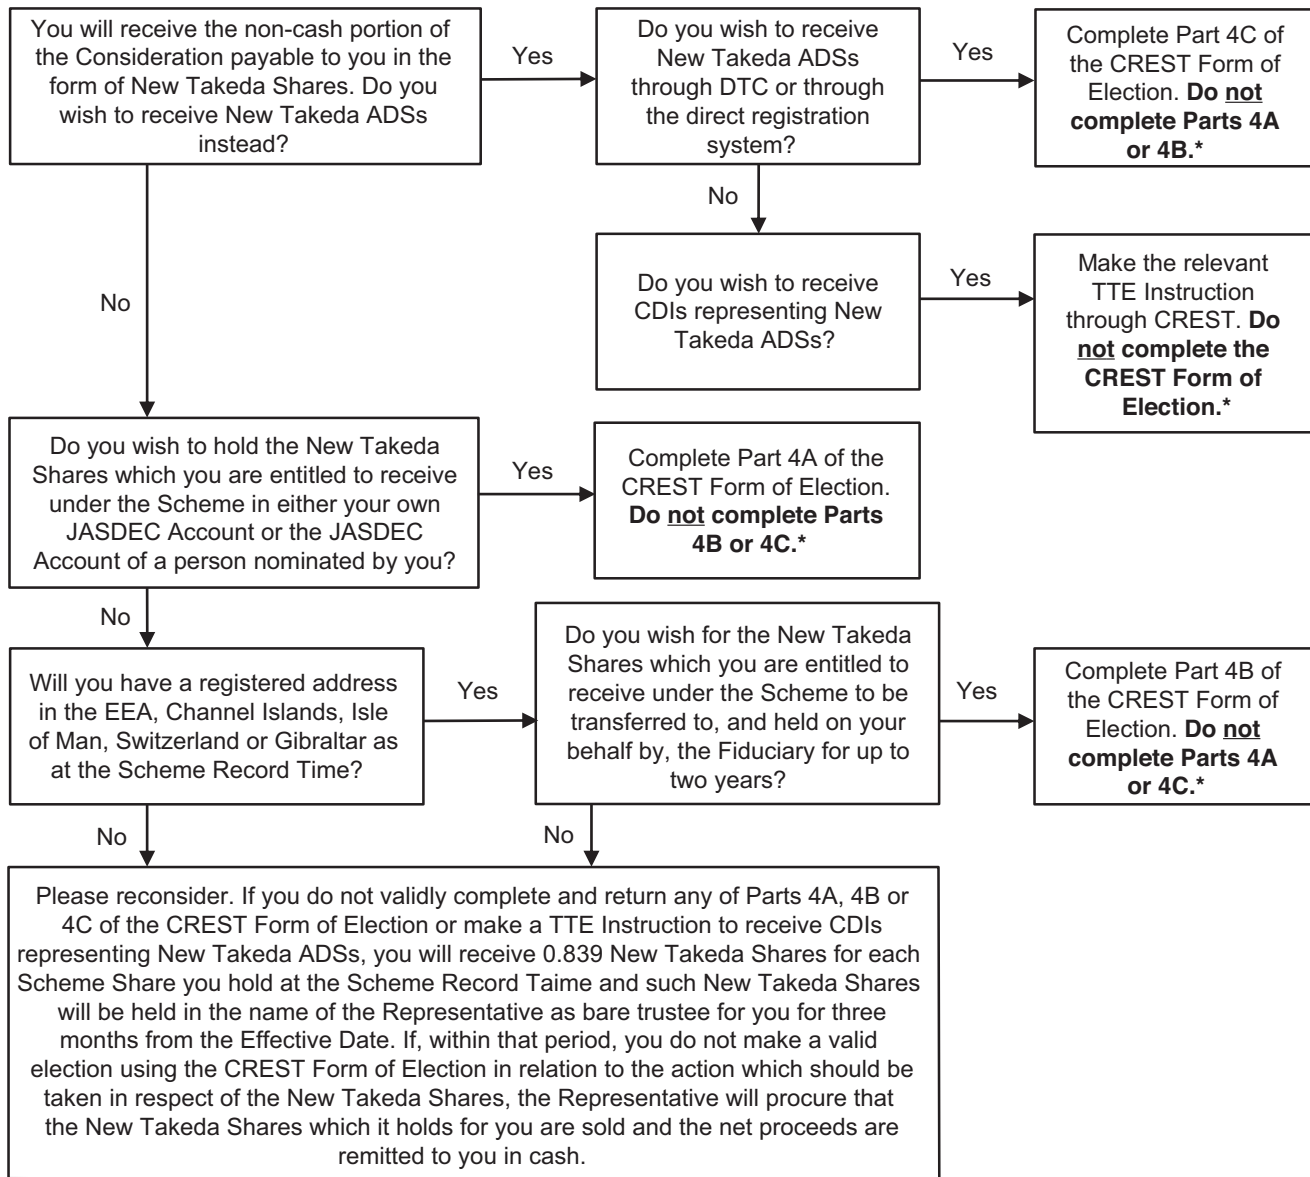 You will receive the non-cash portion of
the Consideration payable to you in the
form of New Takeda Shares. Do you
wish to receive New Takeda ADSs
instead?
Yes
Do you wish to receive
New Takeda ADSs
through DTC or through
the direct registration
system?
Yes
Complete Part 4C of
the CREST Form of
Election. Do not
complete Parts 4A
or 4B.*
No
No
Do you wish to receive
CDIs representing New
Takeda ADSs?
Yes
Make the relevant
TTE Instruction
through CREST. Do
not complete the
CREST Form of
Election.*
Do you wish to hold the New Takeda
Shares which you are entitled to receive
under the Scheme in either your own
JASDEC Account or the JASDEC
Account of a person nominated by you?
Yes
Complete Part 4A of the
CREST Form of Election.
Do not complete Parts
4B or 4C.*
No
Will you have a registered address
in the EEA, Channel Islands, Isle
of Man, Switzerland or Gibraltar as
at the Scheme Record Time?
Yes
Do you wish for the New Takeda
Shares which you are entitled to
receive under the Scheme to be
transferred to, and held on your
behalf by, the Fiduciary for up to
two years?
Yes
Complete Part 4B of
the CREST Form of
Election. Do not
complete Parts 4A
or 4C.*
No
No
Please reconsider. If you do not validly complete and return any of Parts 4A, 4B or
4C of the CREST Form of Election or make a TTE Instruction to receive CDIs
representing New Takeda ADSs, you will receive 0.839 New Takeda Shares for each
Scheme Share you hold at the Scheme Record Taime and such New Takeda Shares
will be held in the name of the Representative as bare trustee for you for three
months from the Effective Date. If, within that period, you do not make a valid
election using the CREST Form of Election in relation to the action which should be
taken in respect of the New Takeda Shares, the Representative will procure that
the New Takeda Shares which it holds for you are sold and the net proceeds are
remitted to you in cash.